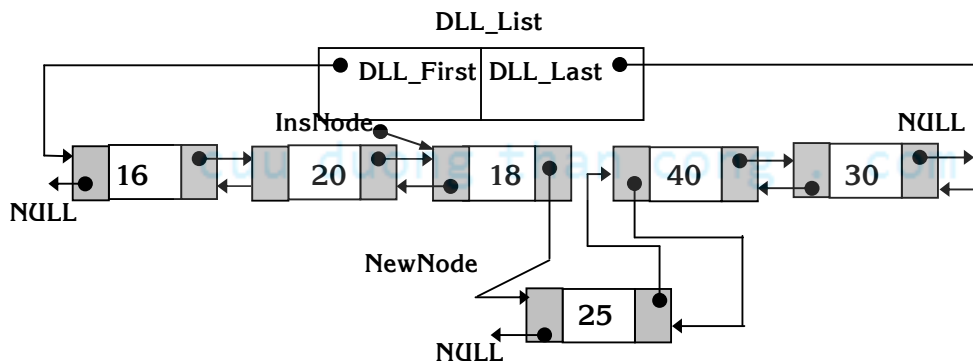 DLL_List
DLL_First DLL_Last
InsNode NULL
16 20 18 40 30
cuu duong than cong . com
NULL
NewNode
25
NULL